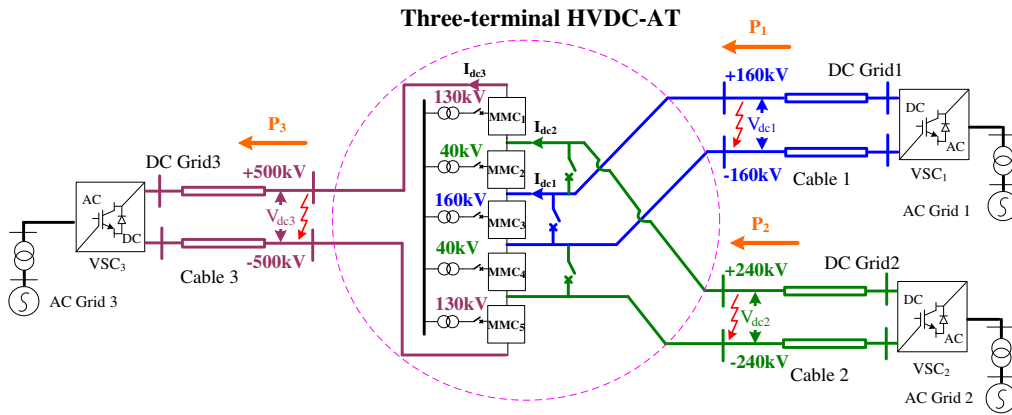 Three-terminal HVDC-AT
P₃
DC Grid3
+500kV
AC
DC
Vdc3
-500kV
VSC₃
Cable 3
AC Grid 3
Idc3
130kV
MMC₁
Idc2
40kV
MMC₂
Idc1
160kV
MMC₃
40kV
MMC₄
130kV
MMC₅
P₁
+160kV
DC Grid1
DC
AC
Vdc1
-160kV
Cable 1
VSC₁
AC Grid 1
P₂
+240kV
DC Grid2
DC
AC
Vdc2
-240kV
Cable 2
VSC₂
AC Grid 2